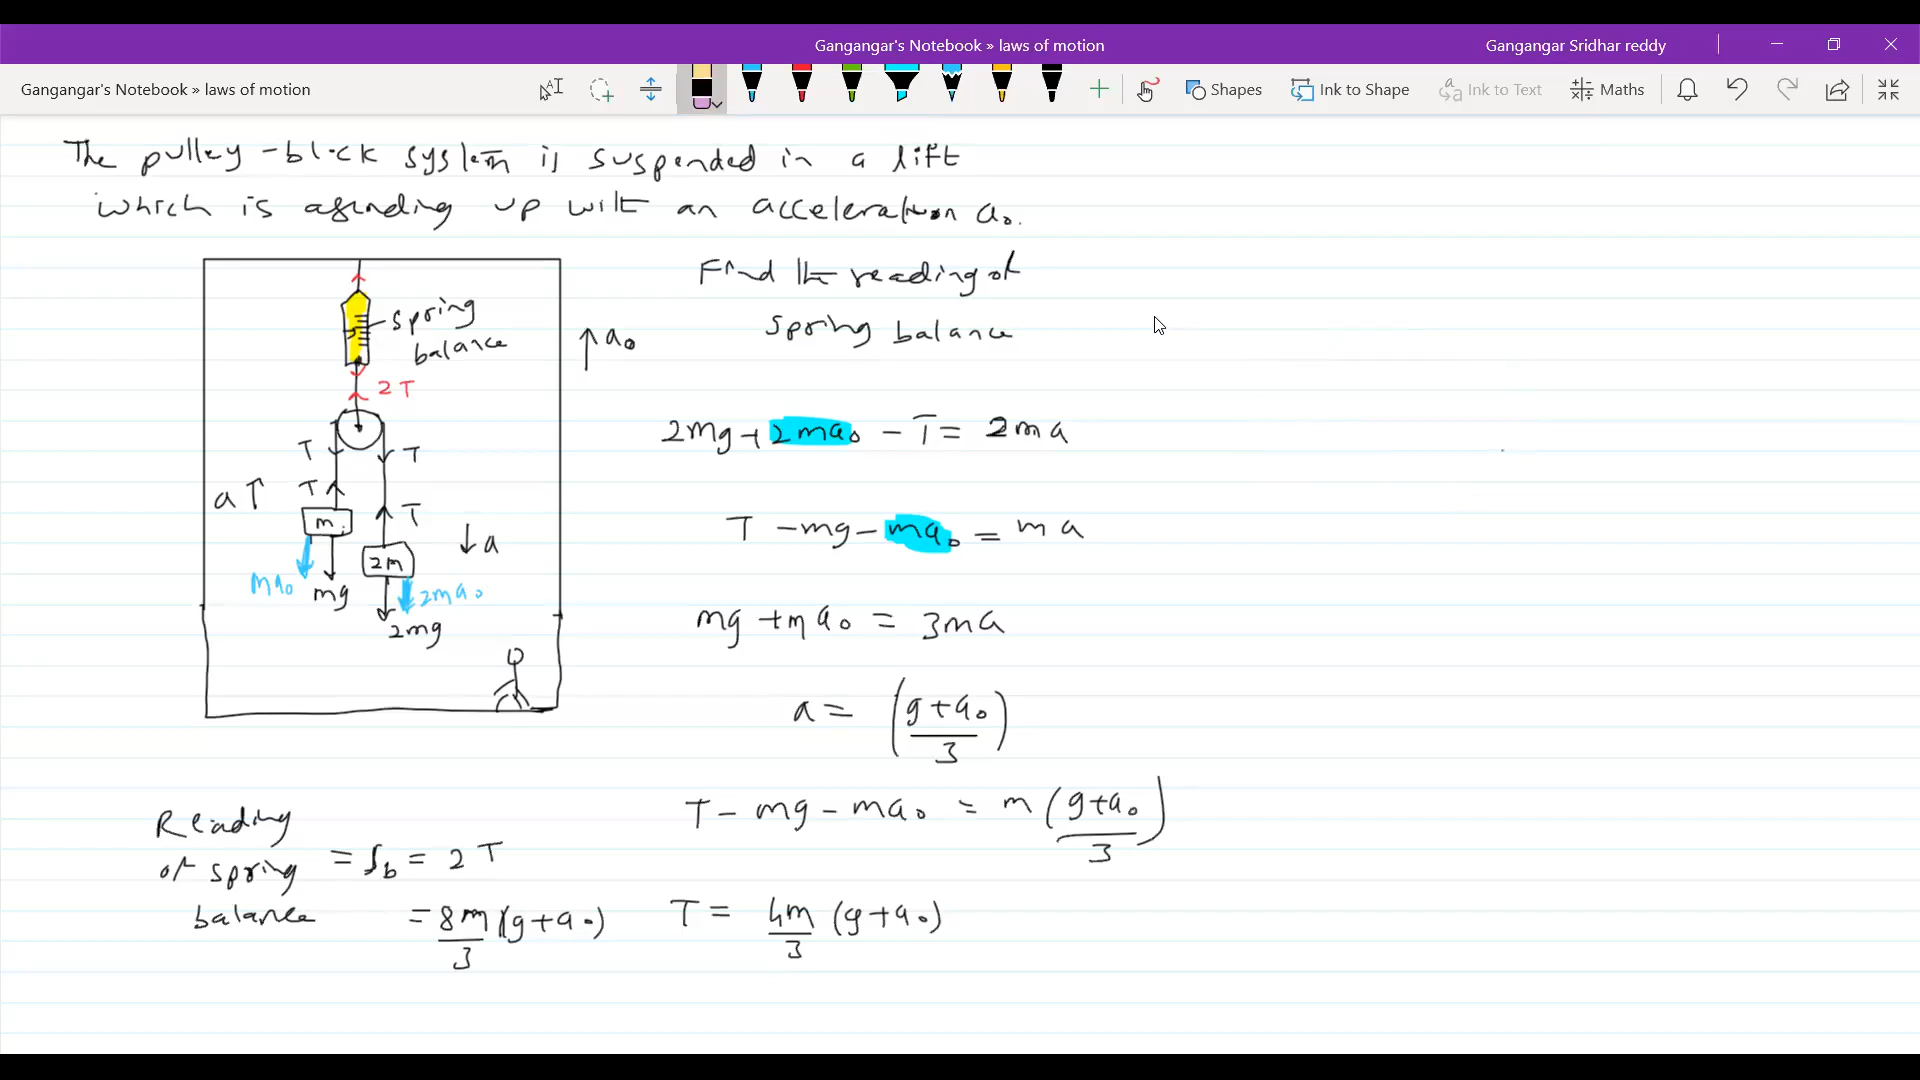 Gangangar's Notebook » laws of motion
Gangangar Sridhar reddy
Gangangar's Notebook » laws of motion
Shapes
Ink to Shape
Ink to Text
Maths
The pulley-block system is suspended in a lift
which is ascending up with an acceleration a₀.
Find the reading of
spring balance
spring
balance
↑ a₀
2T
T
T
a↑
T
T
m
2m
↓ a
ma₀
mg
2ma₀
2mg
2mg + 2ma₀ - T = 2ma
T - mg - ma₀ = ma
mg + ma₀ = 3ma
a = (g+a₀/3)
T - mg - ma₀ = m(g+a₀/3)
T = 4m/3 (g+a₀)
Reading
of spring
balance
= S_b = 2T
= 8m/3 (g+a₀)